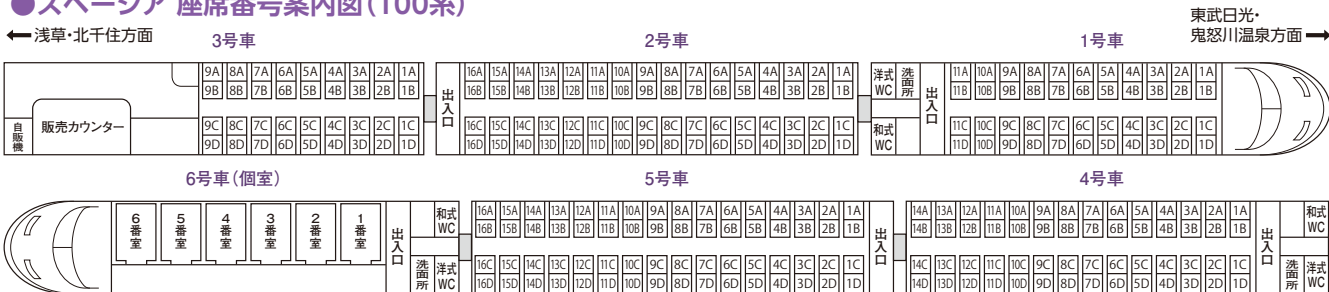 ●スペーシア 座席番号案内図(100系)
←浅草・北千住方面
東武日光・
鬼怒川温泉方面→
3号車
2号車
1号車
9A 8A 7A 6A 5A 4A 3A 2A 1A
9B 8B 7B 6B 5B 4B 3B 2B 1B
9C 8C 7C 6C 5C 4C 3C 2C 1C
9D 8D 7D 6D 5D 4D 3D 2D 1D
自販機
販売カウンター
出入口
16A 15A 14A 13A 12A 11A 10A 9A 8A 7A 6A 5A 4A 3A 2A 1A
16B 15B 14B 13B 12B 11B 10B 9B 8B 7B 6B 5B 4B 3B 2B 1B
16C 15C 14C 13C 12C 11C 10C 9C 8C 7C 6C 5C 4C 3C 2C 1C
16D 15D 14D 13D 12D 11D 10D 9D 8D 7D 6D 5D 4D 3D 2D 1D
洋式
WC
洗面所
和式
WC
出入口
11A 10A 9A 8A 7A 6A 5A 4A 3A 2A 1A
11B 10B 9B 8B 7B 6B 5B 4B 3B 2B 1B
11C 10C 9C 8C 7C 6C 5C 4C 3C 2C 1C
11D 10D 9D 8D 7D 6D 5D 4D 3D 2D 1D
6号車(個室)
5号車
4号車
6番室
5番室
4番室
3番室
2番室
1番室
出入口
和式
WC
洗面所
洋式
WC
16A 15A 14A 13A 12A 11A 10A 9A 8A 7A 6A 5A 4A 3A 2A 1A
16B 15B 14B 13B 12B 11B 10B 9B 8B 7B 6B 5B 4B 3B 2B 1B
16C 15C 14C 13C 12C 11C 10C 9C 8C 7C 6C 5C 4C 3C 2C 1C
16D 15D 14D 13D 12D 11D 10D 9D 8D 7D 6D 5D 4D 3D 2D 1D
出入口
14A 13A 12A 11A 10A 9A 8A 7A 6A 5A 4A 3A 2A 1A
14B 13B 12B 11B 10B 9B 8B 7B 6B 5B 4B 3B 2B 1B
14C 13C 12C 11C 10C 9C 8C 7C 6C 5C 4C 3C 2C 1C
14D 13D 12D 11D 10D 9D 8D 7D 6D 5D 4D 3D 2D 1D
出入口
和式
WC
洗面所
洋式
WC